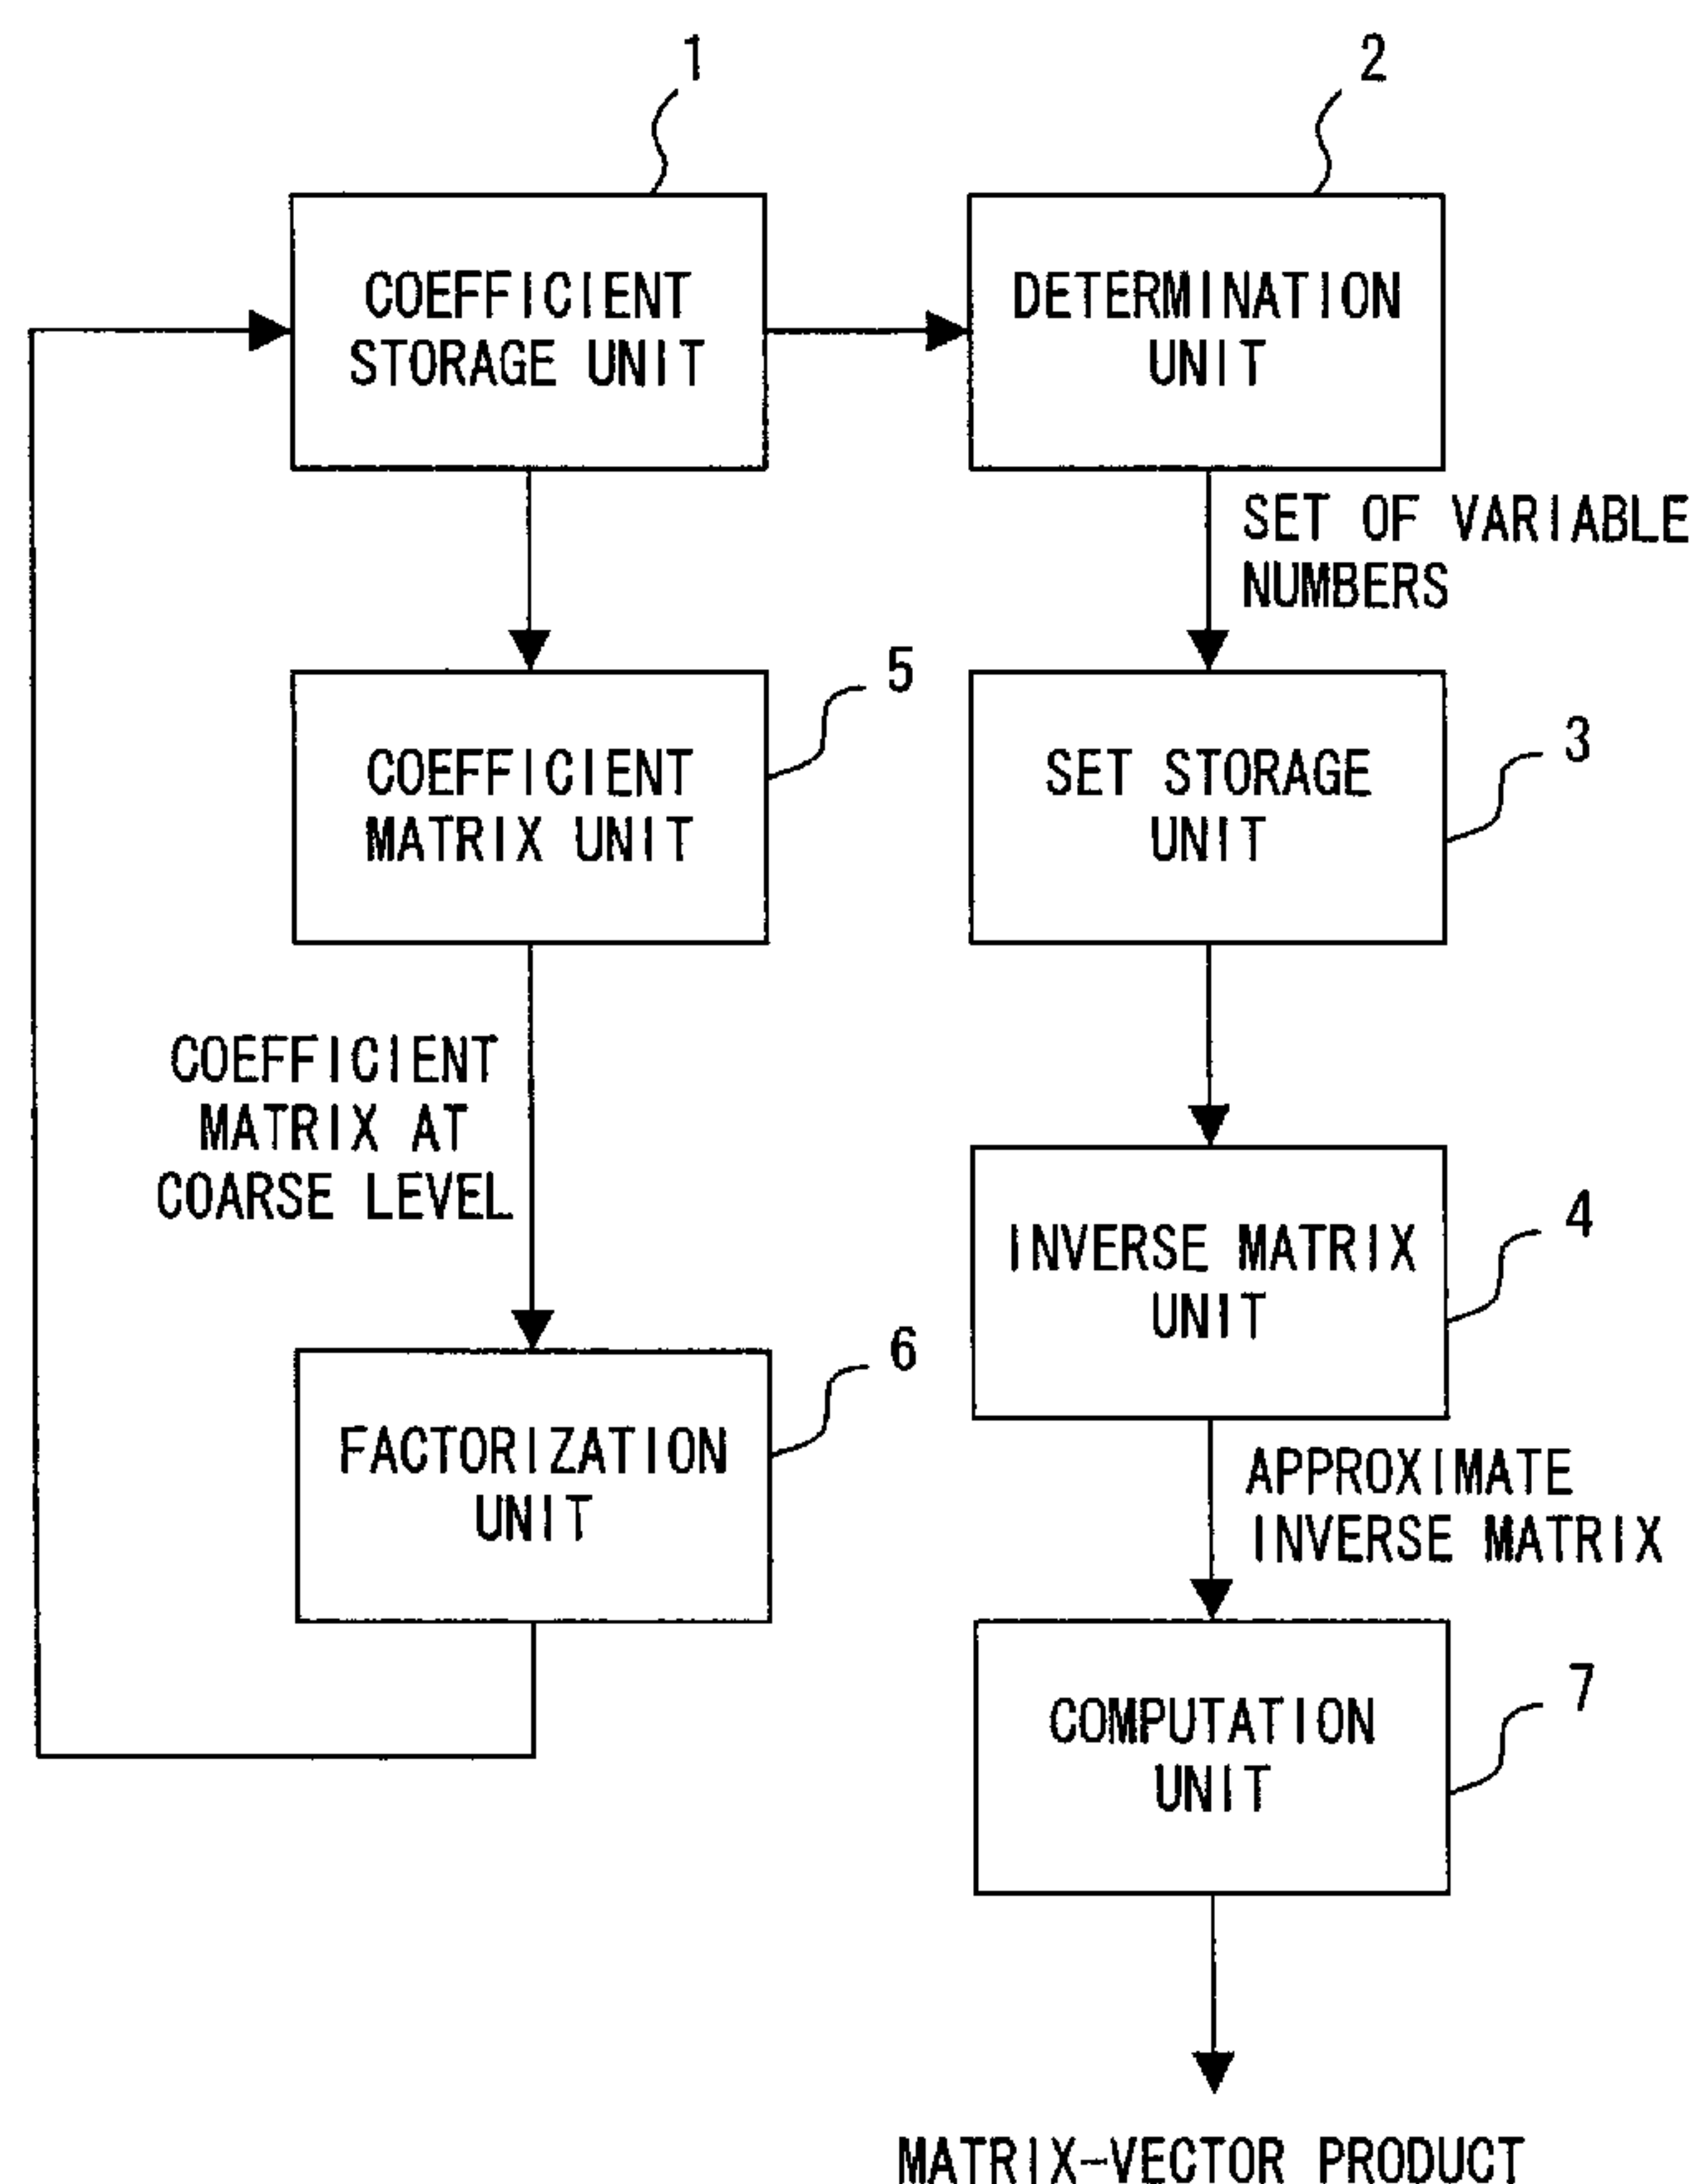 1
2
COEFFICIENT
STORAGE UNIT
DETERMINATION
UNIT
SET OF VARIABLE
NUMBERS
5
COEFFICIENT
MATRIX UNIT
3
SET STORAGE
UNIT
COEFFICIENT
MATRIX AT
COARSE LEVEL
4
INVERSE MATRIX
UNIT
6
FACTORIZATION
UNIT
APPROXIMATE
INVERSE MATRIX
7
COMPUTATION
UNIT
MATRIX-VECTOR PRODUCT